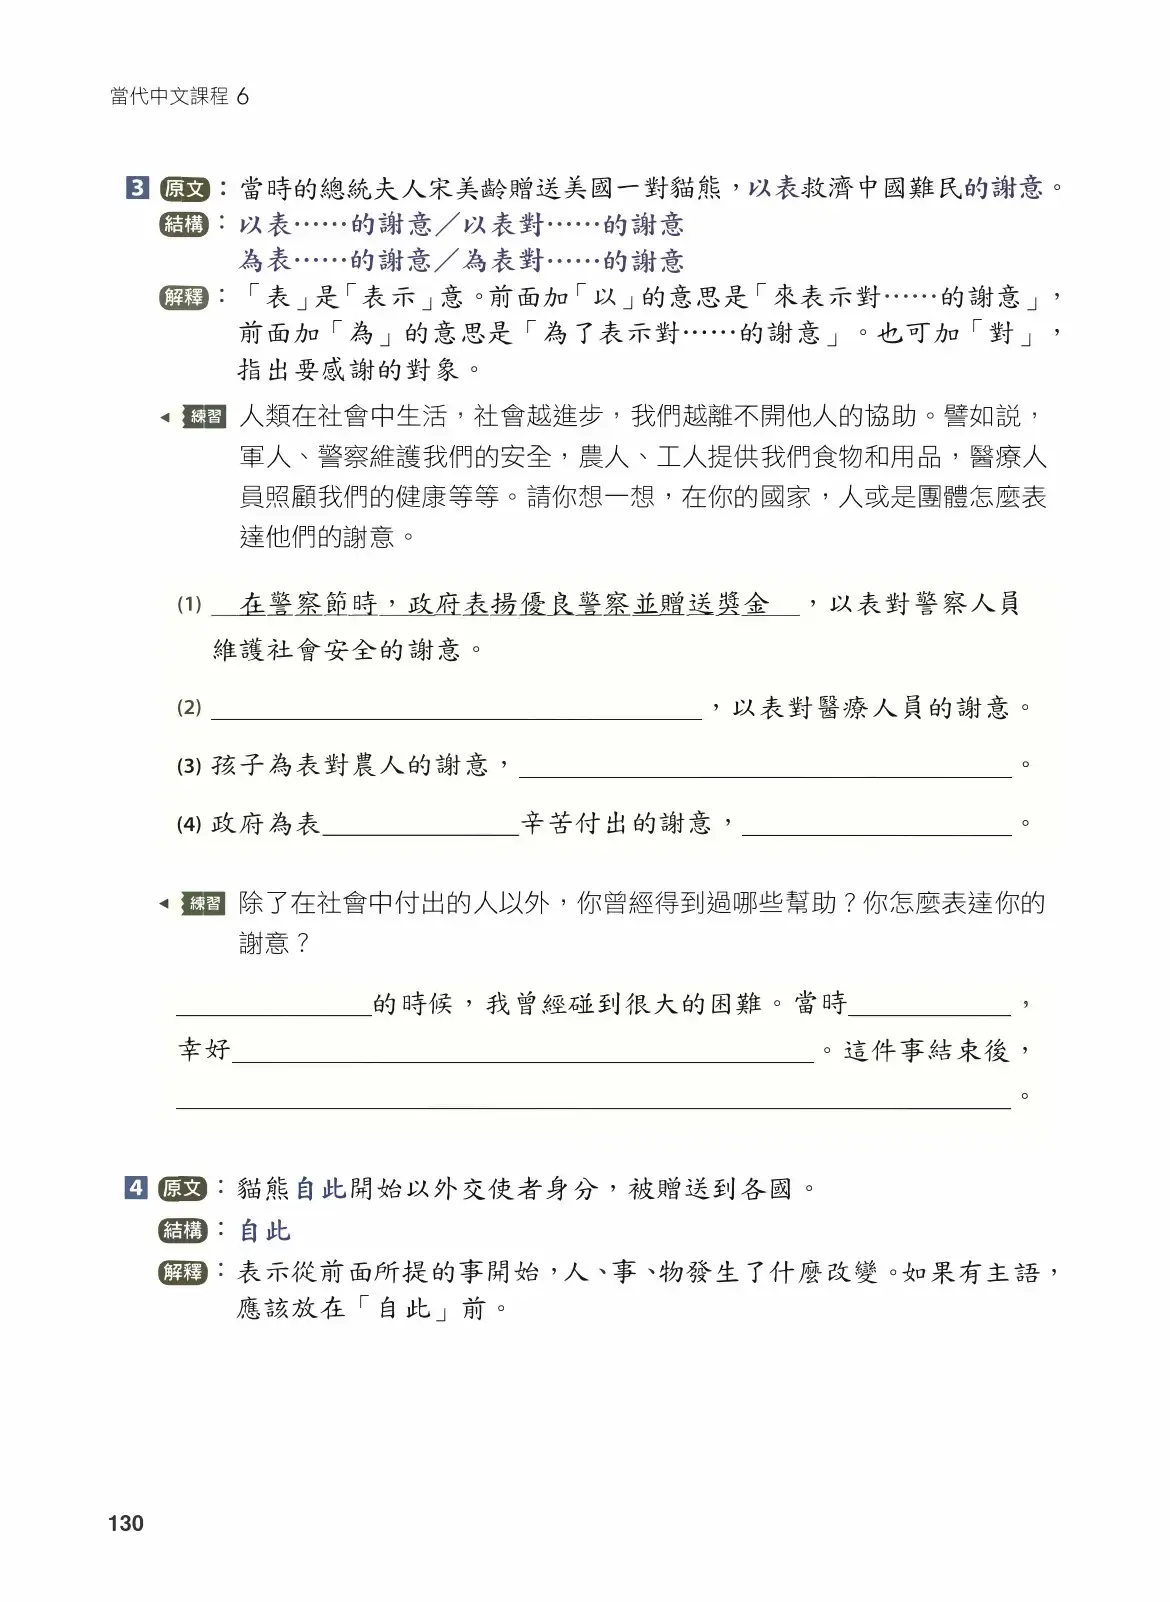 當代中文課程 6
3 原文：當時的總統夫人宋美齡贈送美國一對貓熊，以表救濟中國難民的謝意。
結構：以表……的謝意／以表對……的謝意
為表……的謝意／為表對……的謝意
解釋：「表」是「表示」意。前面加「以」的意思是「來表示對……的謝意」，
前面加「為」的意思是「為了表示對……的謝意」。也可加「對」，
指出要感謝的對象。
練習 人類在社會中生活，社會越進步，我們越離不開他人的協助。譬如說，
軍人、警察維護我們的安全，農人、工人提供我們食物和用品，醫療人
員照顧我們的健康等等。請你想一想，在你的國家，人或是團體怎麼表
達他們的謝意。
(1) 在警察節時，政府表揚優良警察並贈送獎金，以表對警察人員
維護社會安全的謝意。
(2) ，以表對醫療人員的謝意。
(3) 孩子為表對農人的謝意，。
(4) 政府為表 辛苦付出的謝意，。
練習 除了在社會中付出的人以外，你曾經得到過哪些幫助？你怎麼表達你的
謝意？
的時候，我曾經碰到很大的困難。當時，
幸好。這件事結束後，
。
4 原文：貓熊自此開始以外交使者身分，被贈送到各國。
結構：自此
解釋：表示從前面所提的事開始，人、事、物發生了什麼改變。如果有主語，
應該放在「自此」前。
130